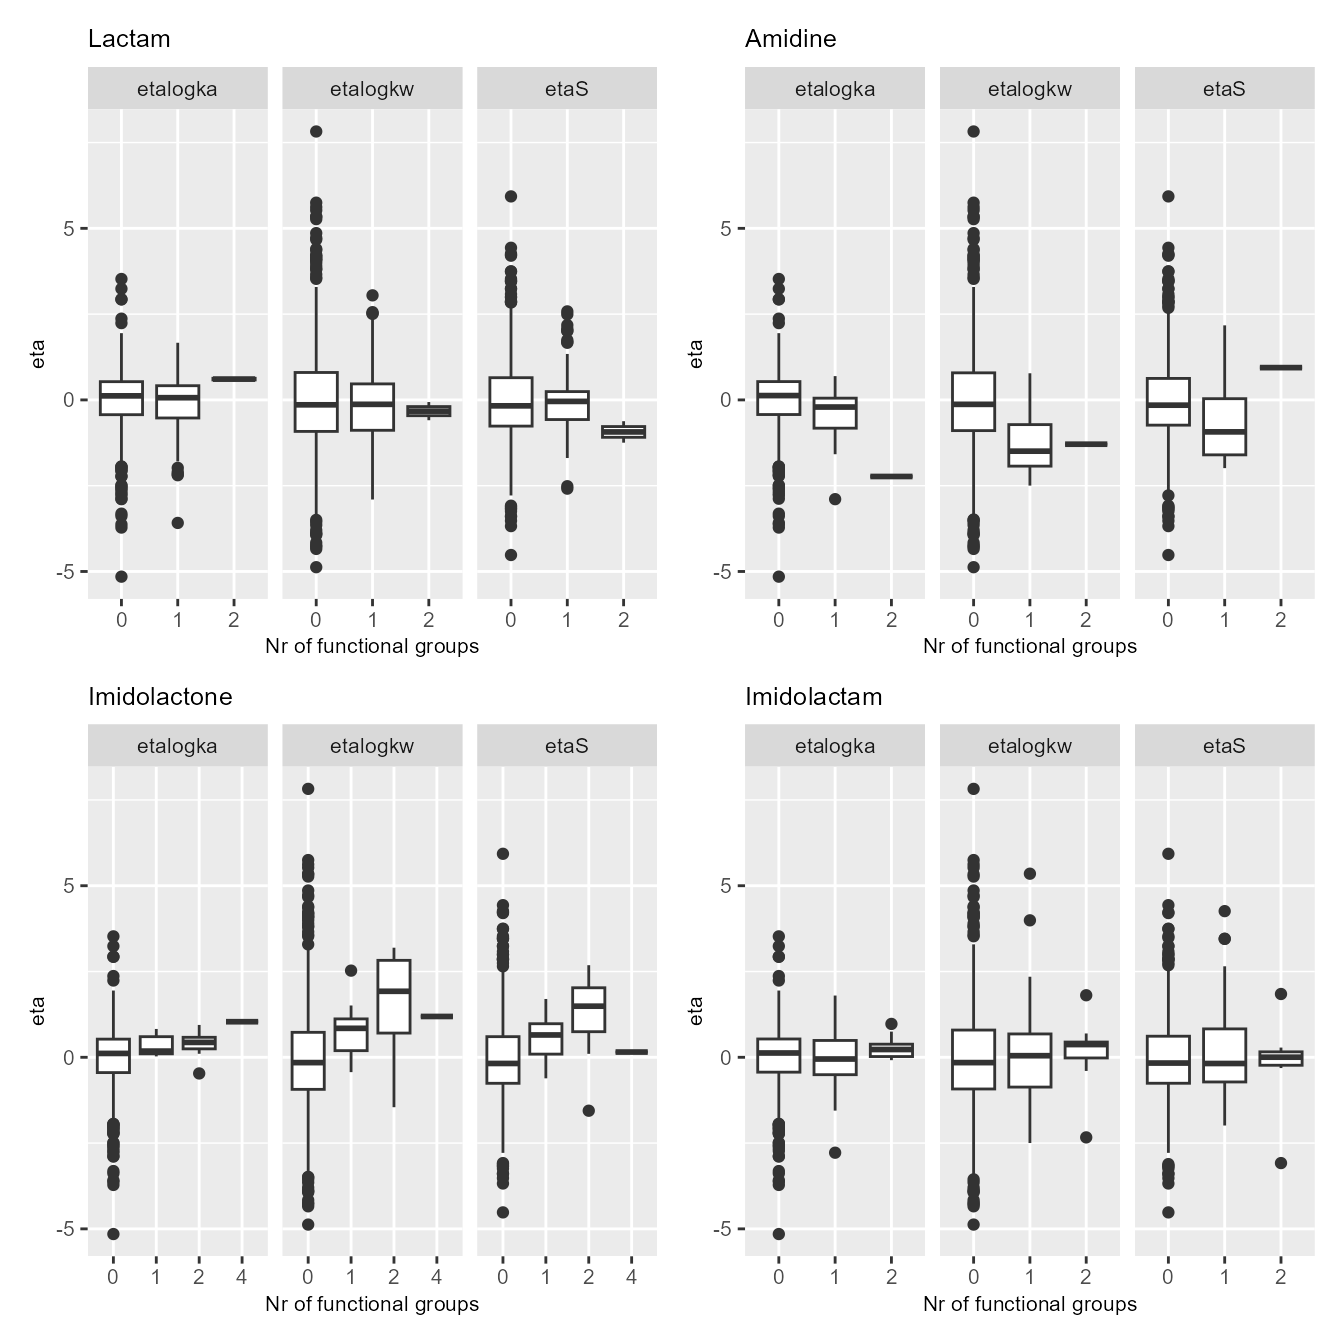 Lactam
etalogka etalogkw etaS
eta
5
0
-5
0 1 2 0 1 2 0 1 2
Nr of functional groups
Amidine
etalogka etalogkw etaS
eta
5
0
-5
0 1 2 0 1 2 0 1 2
Nr of functional groups
Imidolactone
etalogka etalogkw etaS
eta
5
0
-5
0 1 2 4 0 1 2 4 0 1 2 4
Nr of functional groups
Imidolactam
etalogka etalogkw etaS
eta
5
0
-5
0 1 2 0 1 2 0 1 2
Nr of functional groups